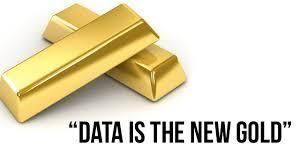 “DATA IS THE NEW GOLD”